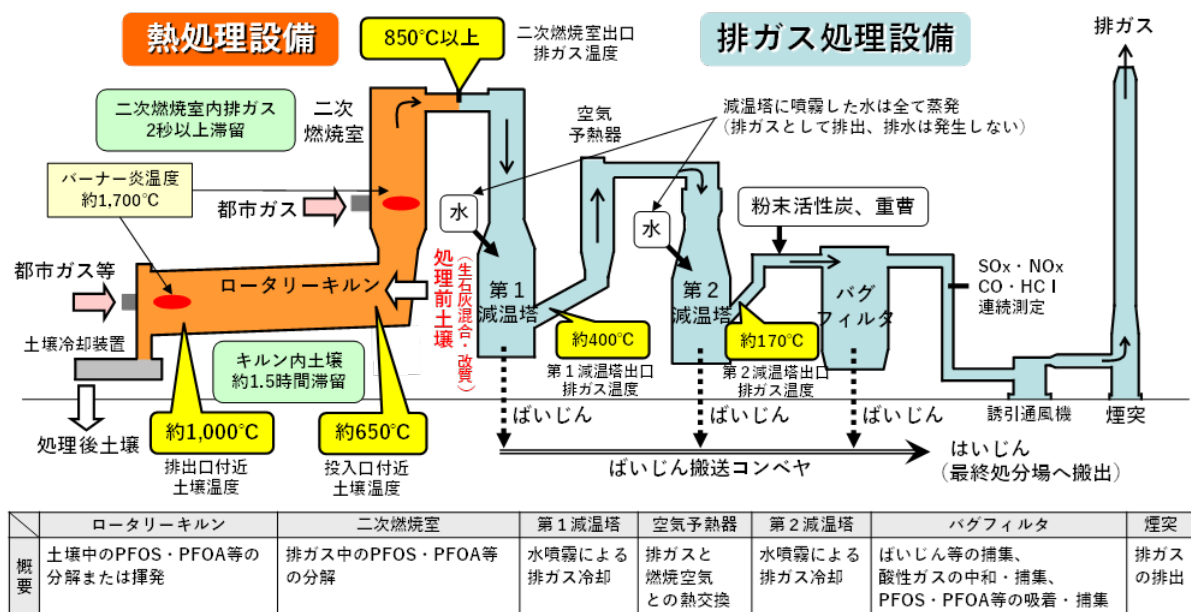 熱処理設備
850℃以上
二次燃焼室出口
排ガス温度
排ガス処理設備
排ガス
二次燃焼室内排ガス
2秒以上滞留
二次
燃焼室
空気
予熱器
減温塔に噴霧した水は全て蒸発
(排ガスとして排出、排水は発生しない)
バーナー炎温度
約1,700℃
都市ガス
水
水
粉末活性炭、重曹
都市ガス等
ロータリーキルン
処理前土壌
(生石灰混合・改質)
第1
減温塔
第2
減温塔
バグ
フィルタ
SOx・NOx
CO・HCl
連続測定
土壌冷却装置
キルン内土壌
約1.5時間滞留
約400℃
第1減温塔出口
排ガス温度
約170℃
第2減温塔出口
排ガス温度
誘引通風機
煙突
処理後土壌
約1,000℃
排出口付近
土壌温度
約650℃
投入口付近
土壌温度
ばいじん
ばいじん
ばいじん
ばいじん搬送コンベヤ
はいじん
(最終処分場へ搬出)
ロータリーキルン
二次燃焼室
第1減温塔
空気予熱器
第2減温塔
バグフィルタ
煙突
概要
土壌中のPFOS・PFOA等の
分解または揮発
排ガス中のPFOS・PFOA等
の分解
水噴霧による
排ガス冷却
排ガスと
燃焼空気
との熱交換
水噴霧による
排ガス冷却
ばいじん等の捕集、
酸性ガスの中和・捕集、
PFOS・PFOA等の吸着・捕集
排ガス
の排出